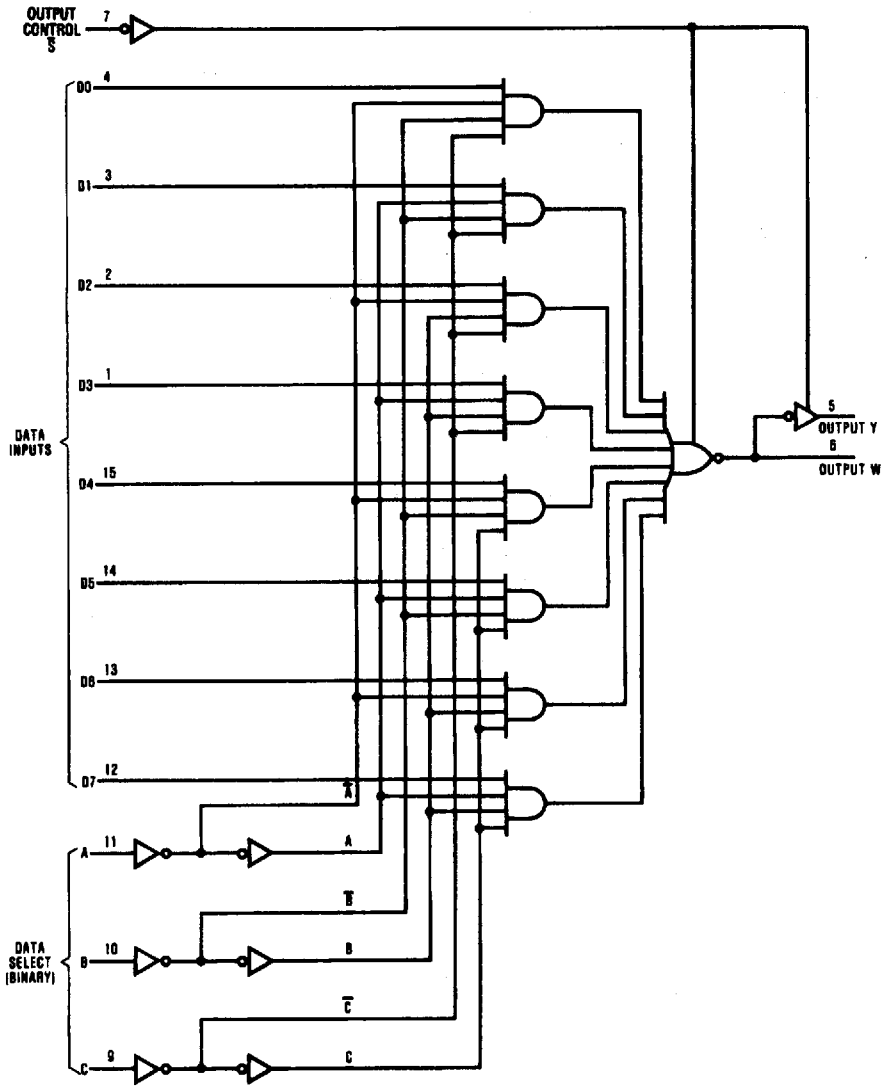 OUTPUT
CONTROL
S̅
7
D0
4
D1
3
D2
2
D3
1
DATA
INPUTS
D4
15
D5
14
D6
13
D7
12
5
OUTPUT Y
6
OUTPUT W
A̅
A
11
A
B̅
DATA
SELECT
(BINARY)
B
10
B
C̅
C
9
C